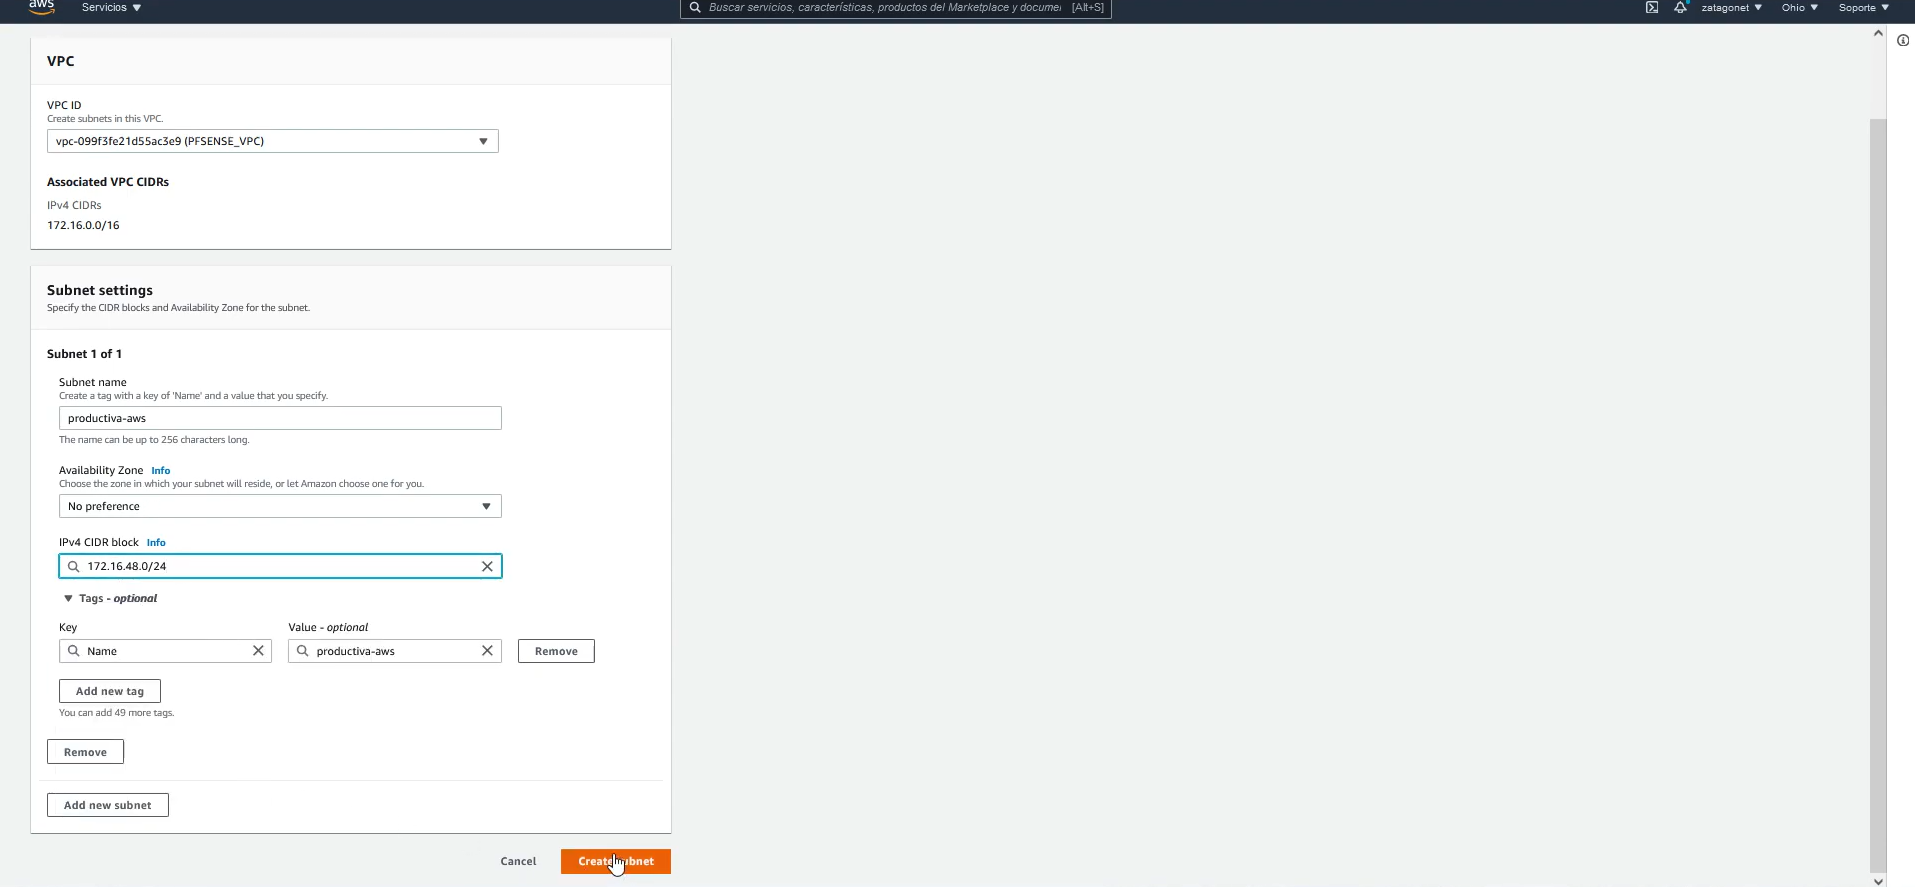 aws
Servicios
Buscar servicios, características, productos del Marketplace y documer [Alt+S]
zatagonet
Ohio
Soporte
VPC
VPC ID
Create subnets in this VPC.
vpc-099f3fe21d55ac3e9 (PFSENSE_VPC)
Associated VPC CIDRs
IPv4 CIDRs
172.16.0.0/16
Subnet settings
Specify the CIDR blocks and Availability Zone for the subnet.
Subnet 1 of 1
Subnet name
Create a tag with a key of 'Name' and a value that you specify.
productiva-aws
The name can be up to 256 characters long.
Availability Zone Info
Choose the zone in which your subnet will reside, or let Amazon choose one for you.
No preference
IPv4 CIDR block Info
172.16.48.0/24
Tags - optional
Key Value - optional
Name productiva-aws Remove
Add new tag
You can add 49 more tags.
Remove
Add new subnet
Cancel Create subnet